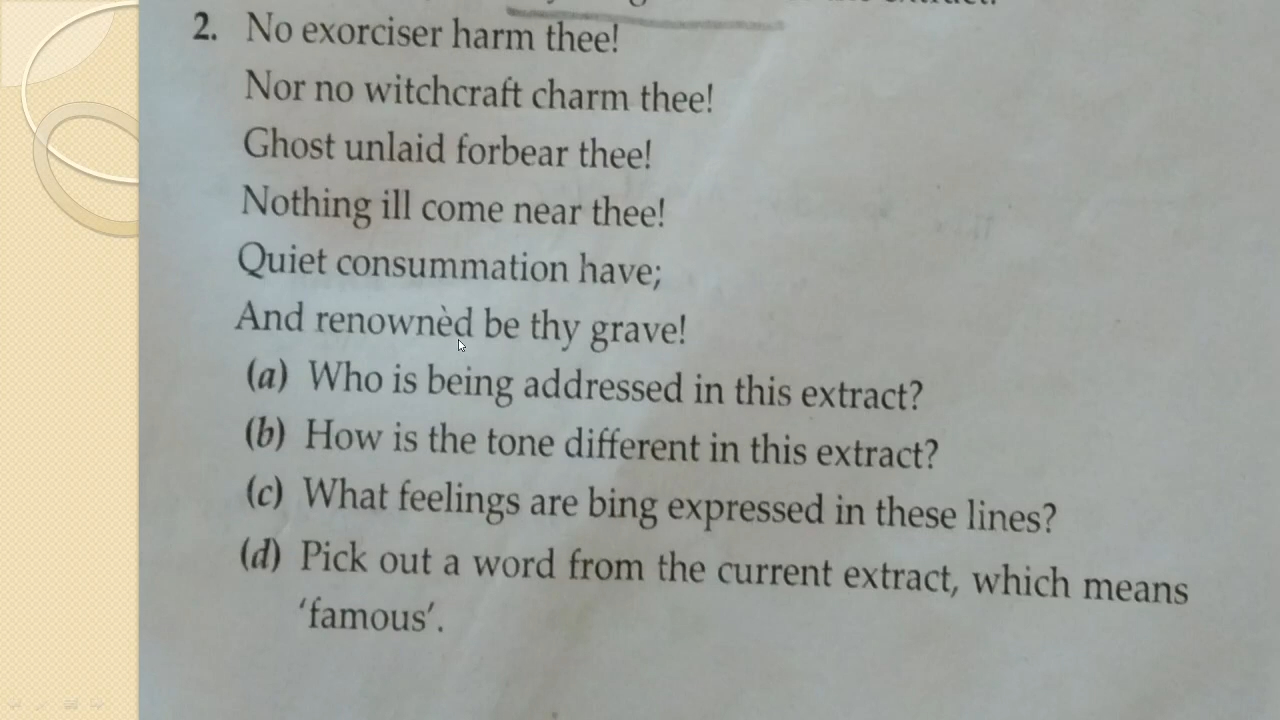 2. No exorciser harm thee!
Nor no witchcraft charm thee!
Ghost unlaid forbear thee!
Nothing ill come near thee!
Quiet consummation have;
And renownèd be thy grave!
(a) Who is being addressed in this extract?
(b) How is the tone different in this extract?
(c) What feelings are bing expressed in these lines?
(d) Pick out a word from the current extract, which means
'famous'.